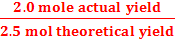 2.0 mole actual yield
2.5 mol theoretical yield